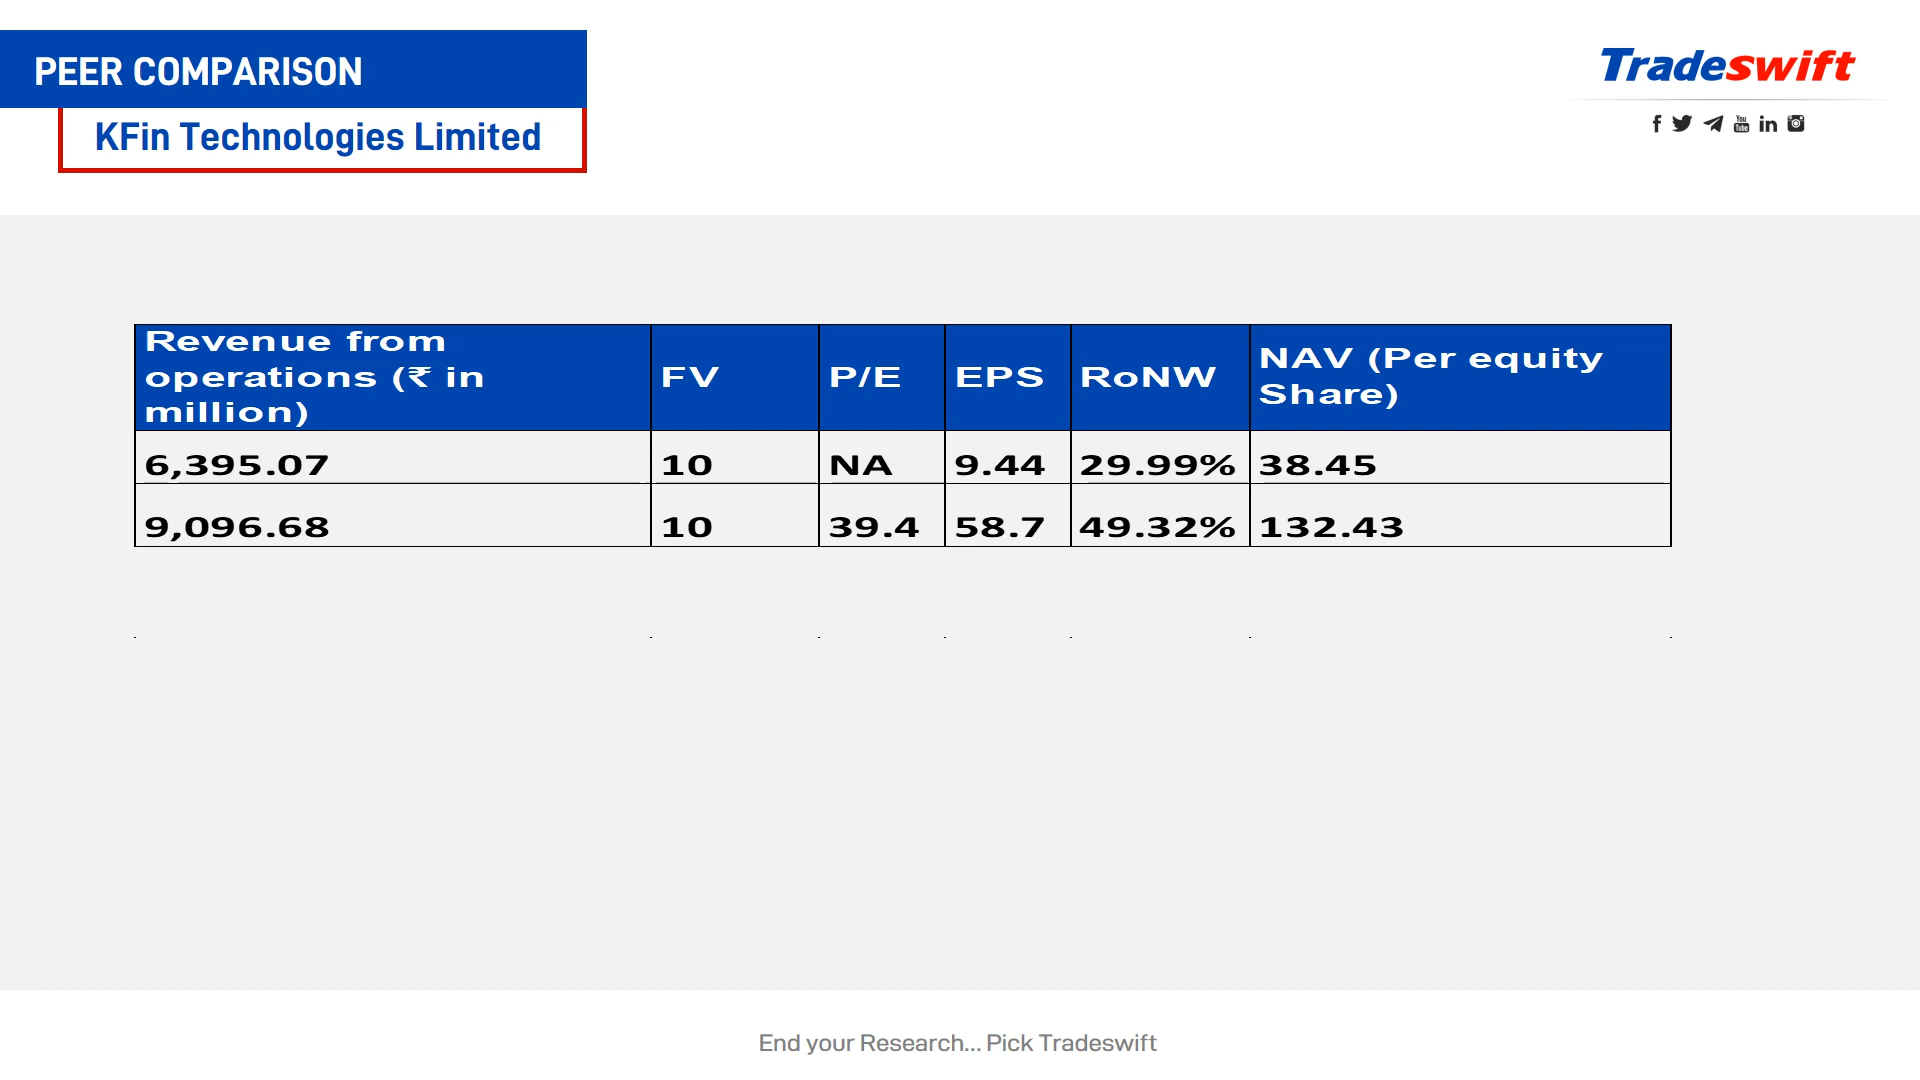 PEER COMPARISON
KFin Technologies Limited
Tradeswift
You
Tube
Revenue from
operations (₹ in
million)
FV
P/E
EPS
RoNW
NAV (Per equity
Share)
6,395.07 10 NA 9.44 29.99% 38.45
9,096.68 10 39.4 58.7 49.32% 132.43
End your Research... Pick Tradeswift